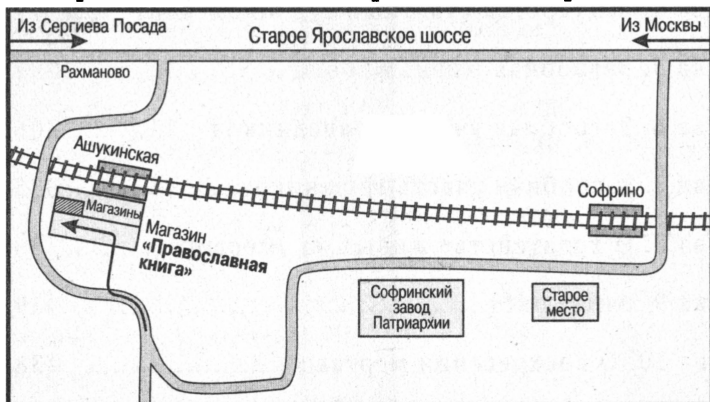 Из Сергиева Посада
Старое Ярославское шоссе
Из Москвы
Рахманово
Ашукинская
Софрино
Магазины
Магазин
«Православная
книга»
Софринский
завод
Патриархии
Старое
место